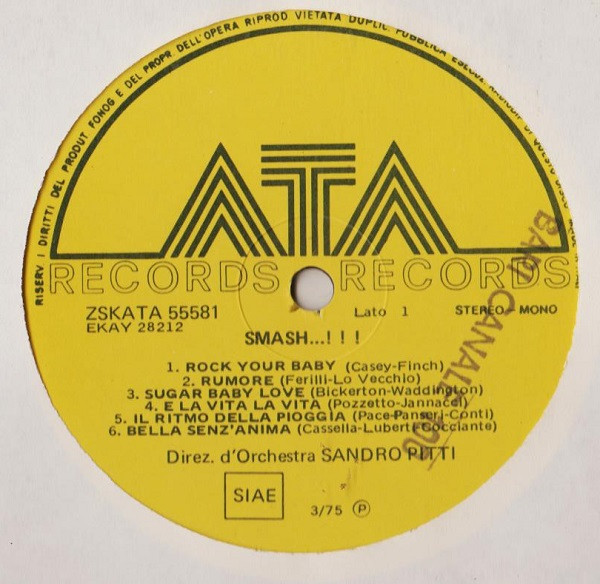 RISERV. I DIRITTI DEL PRODUT FONOG E DEL PROPR. DELL'OPERA RIPROD VIETATA DUPLIC. PUBBLICA
ATA
RECORDS RECORDS
ZSKATA 55581 Lato 1 STEREO - MONO
EKAY 28212
SMASH...!!!
1. ROCK YOUR BABY (Casey-Finch)
2. RUMORE (Ferilli-Lo Vecchio)
3. SUGAR BABY LOVE (Bickerton-Waddington)
4. E LA VITA LA VITA (Pozzetto-Jannacci)
5. IL RITMO DELLA PIOGGIA (Pace-Panseri-Conti)
6. BELLA SENZ'ANIMA (Cassella-Luberti-Cocciante)
Direz. d'Orchestra SANDRO PITTI
SIAE
3/75 P
BARI CANALE